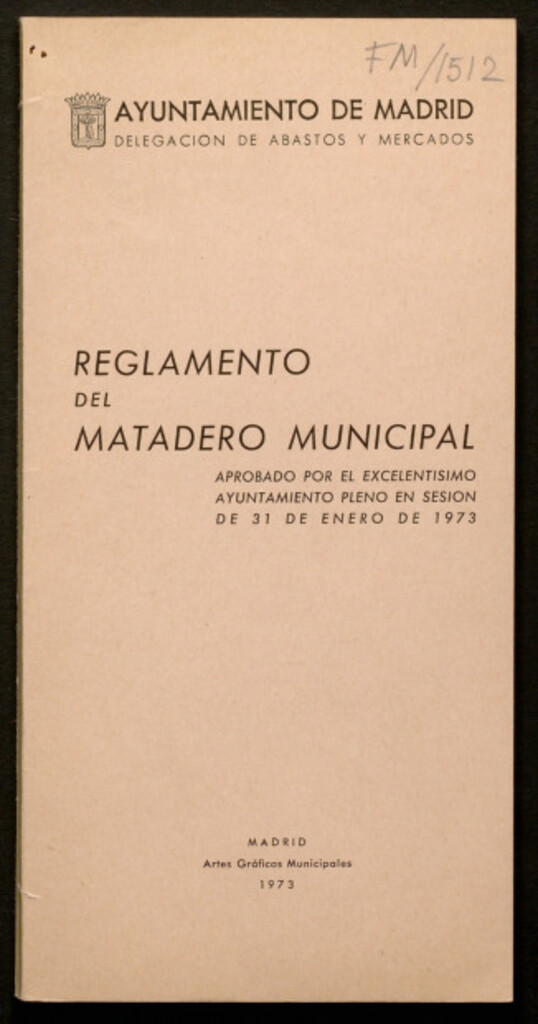 FM/1512
AYUNTAMIENTO DE MADRID
DELEGACION DE ABASTOS Y MERCADOS
REGLAMENTO
DEL
MATADERO MUNICIPAL
APROBADO POR EL EXCELENTISIMO
AYUNTAMIENTO PLENO EN SESION
DE 31 DE ENERO DE 1973
MADRID
Artes Gráficas Municipales
1973